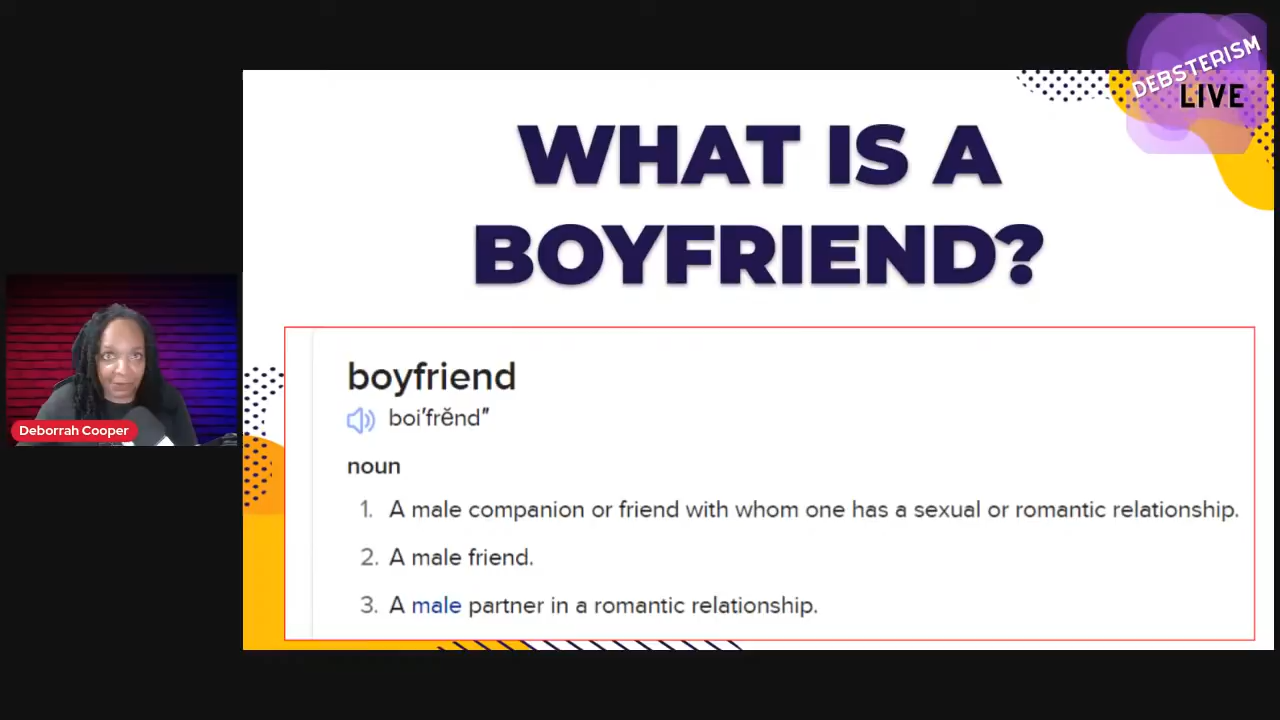 DEBSTERISM
LIVE
WHAT IS A
BOYFRIEND?
boyfriend
boi′frĕnd″
noun
1. A male companion or friend with whom one has a sexual or romantic relationship.
2. A male friend.
3. A male partner in a romantic relationship.
Deborrah Cooper